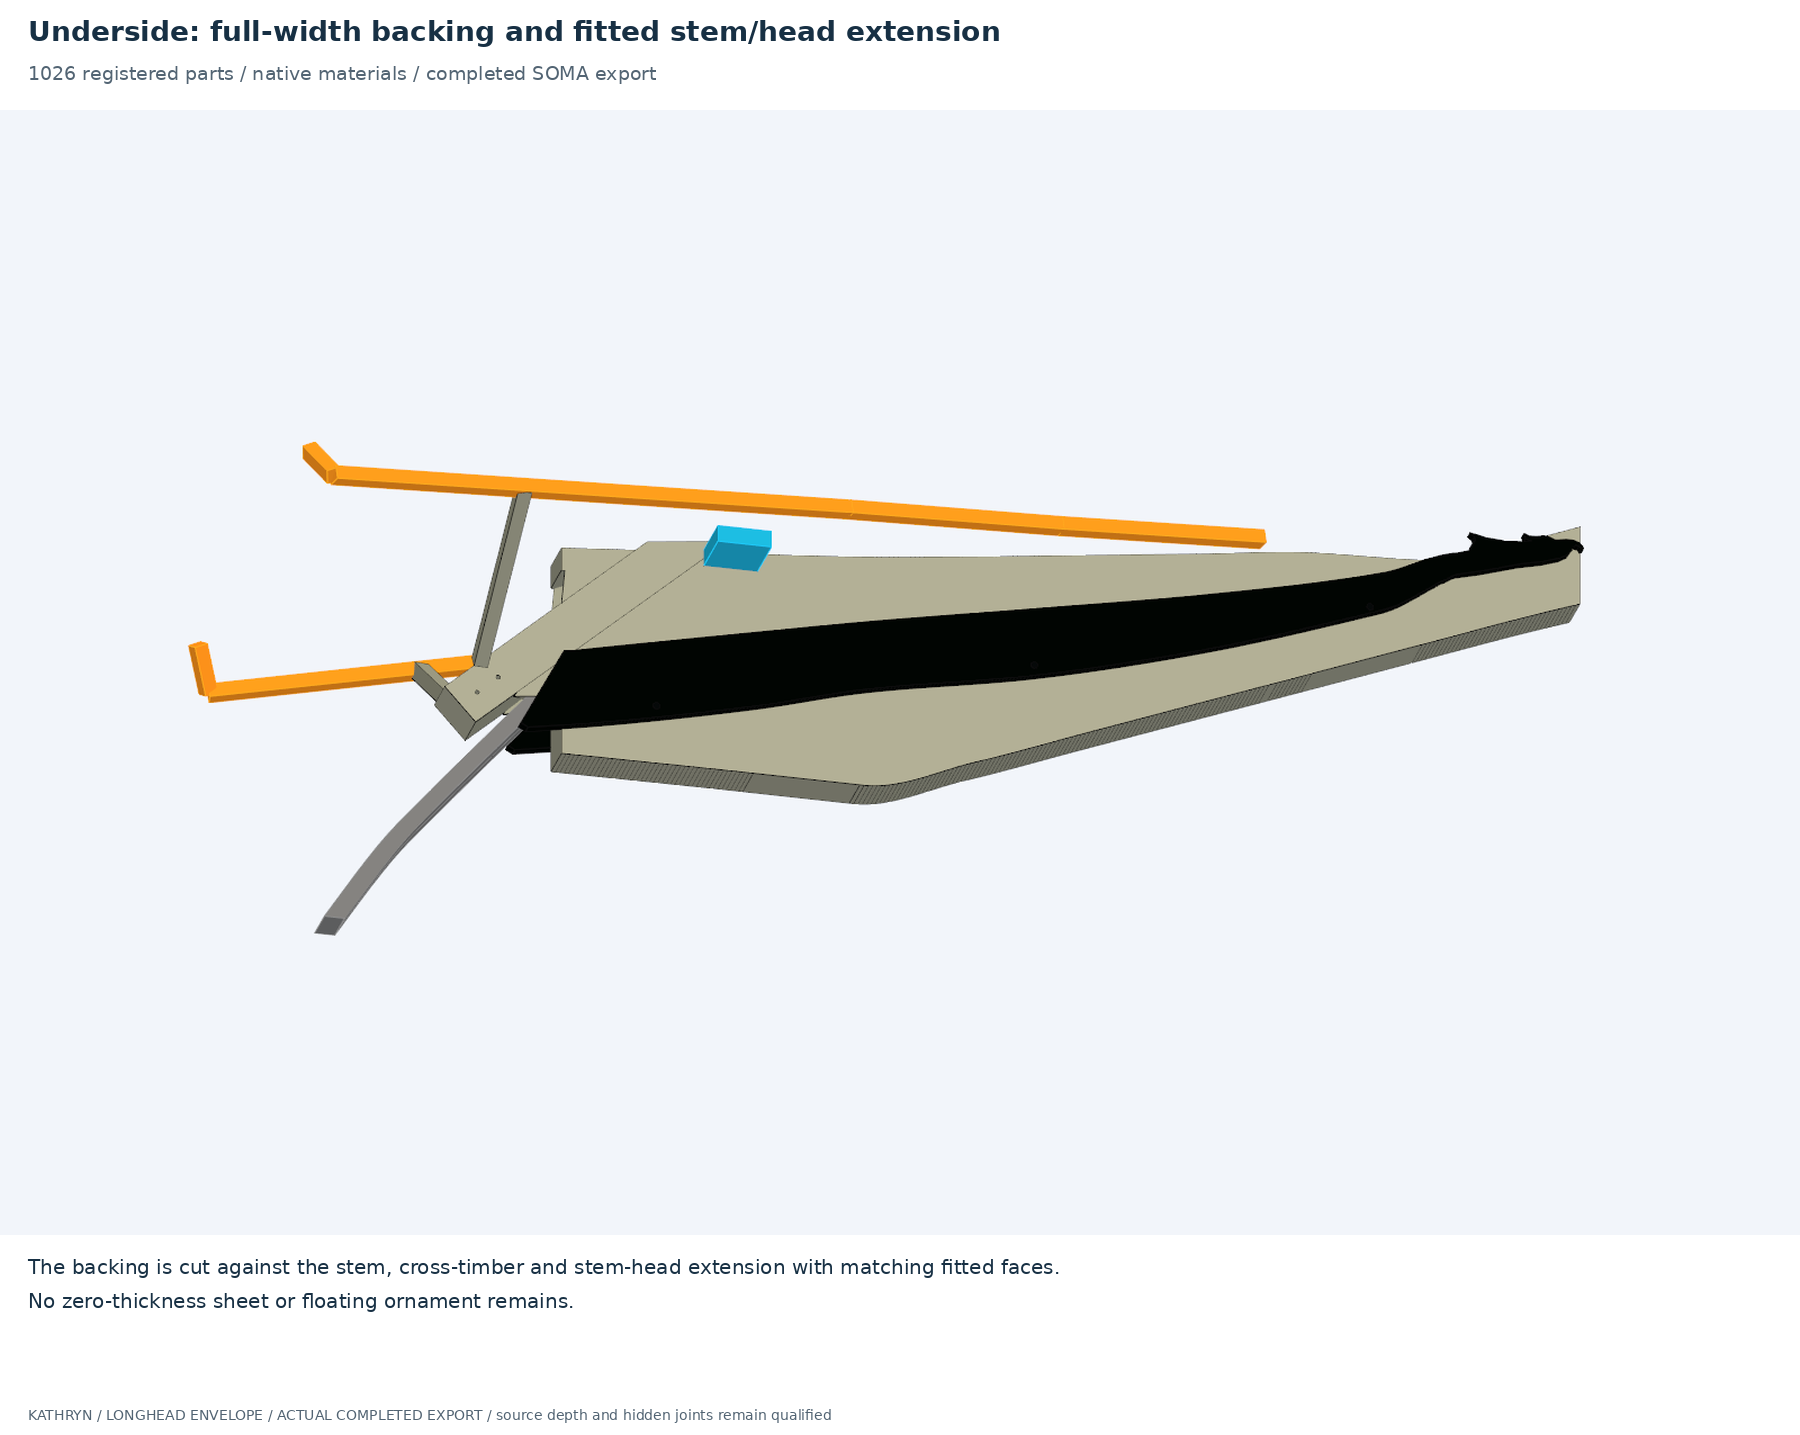 Underside: full-width backing and fitted stem/head extension
1026 registered parts / native materials / completed SOMA export
The backing is cut against the stem, cross-timber and stem-head extension with matching fitted faces.
No zero-thickness sheet or floating ornament remains.
KATHRYN / LONGHEAD ENVELOPE / ACTUAL COMPLETED EXPORT / source depth and hidden joints remain qualified